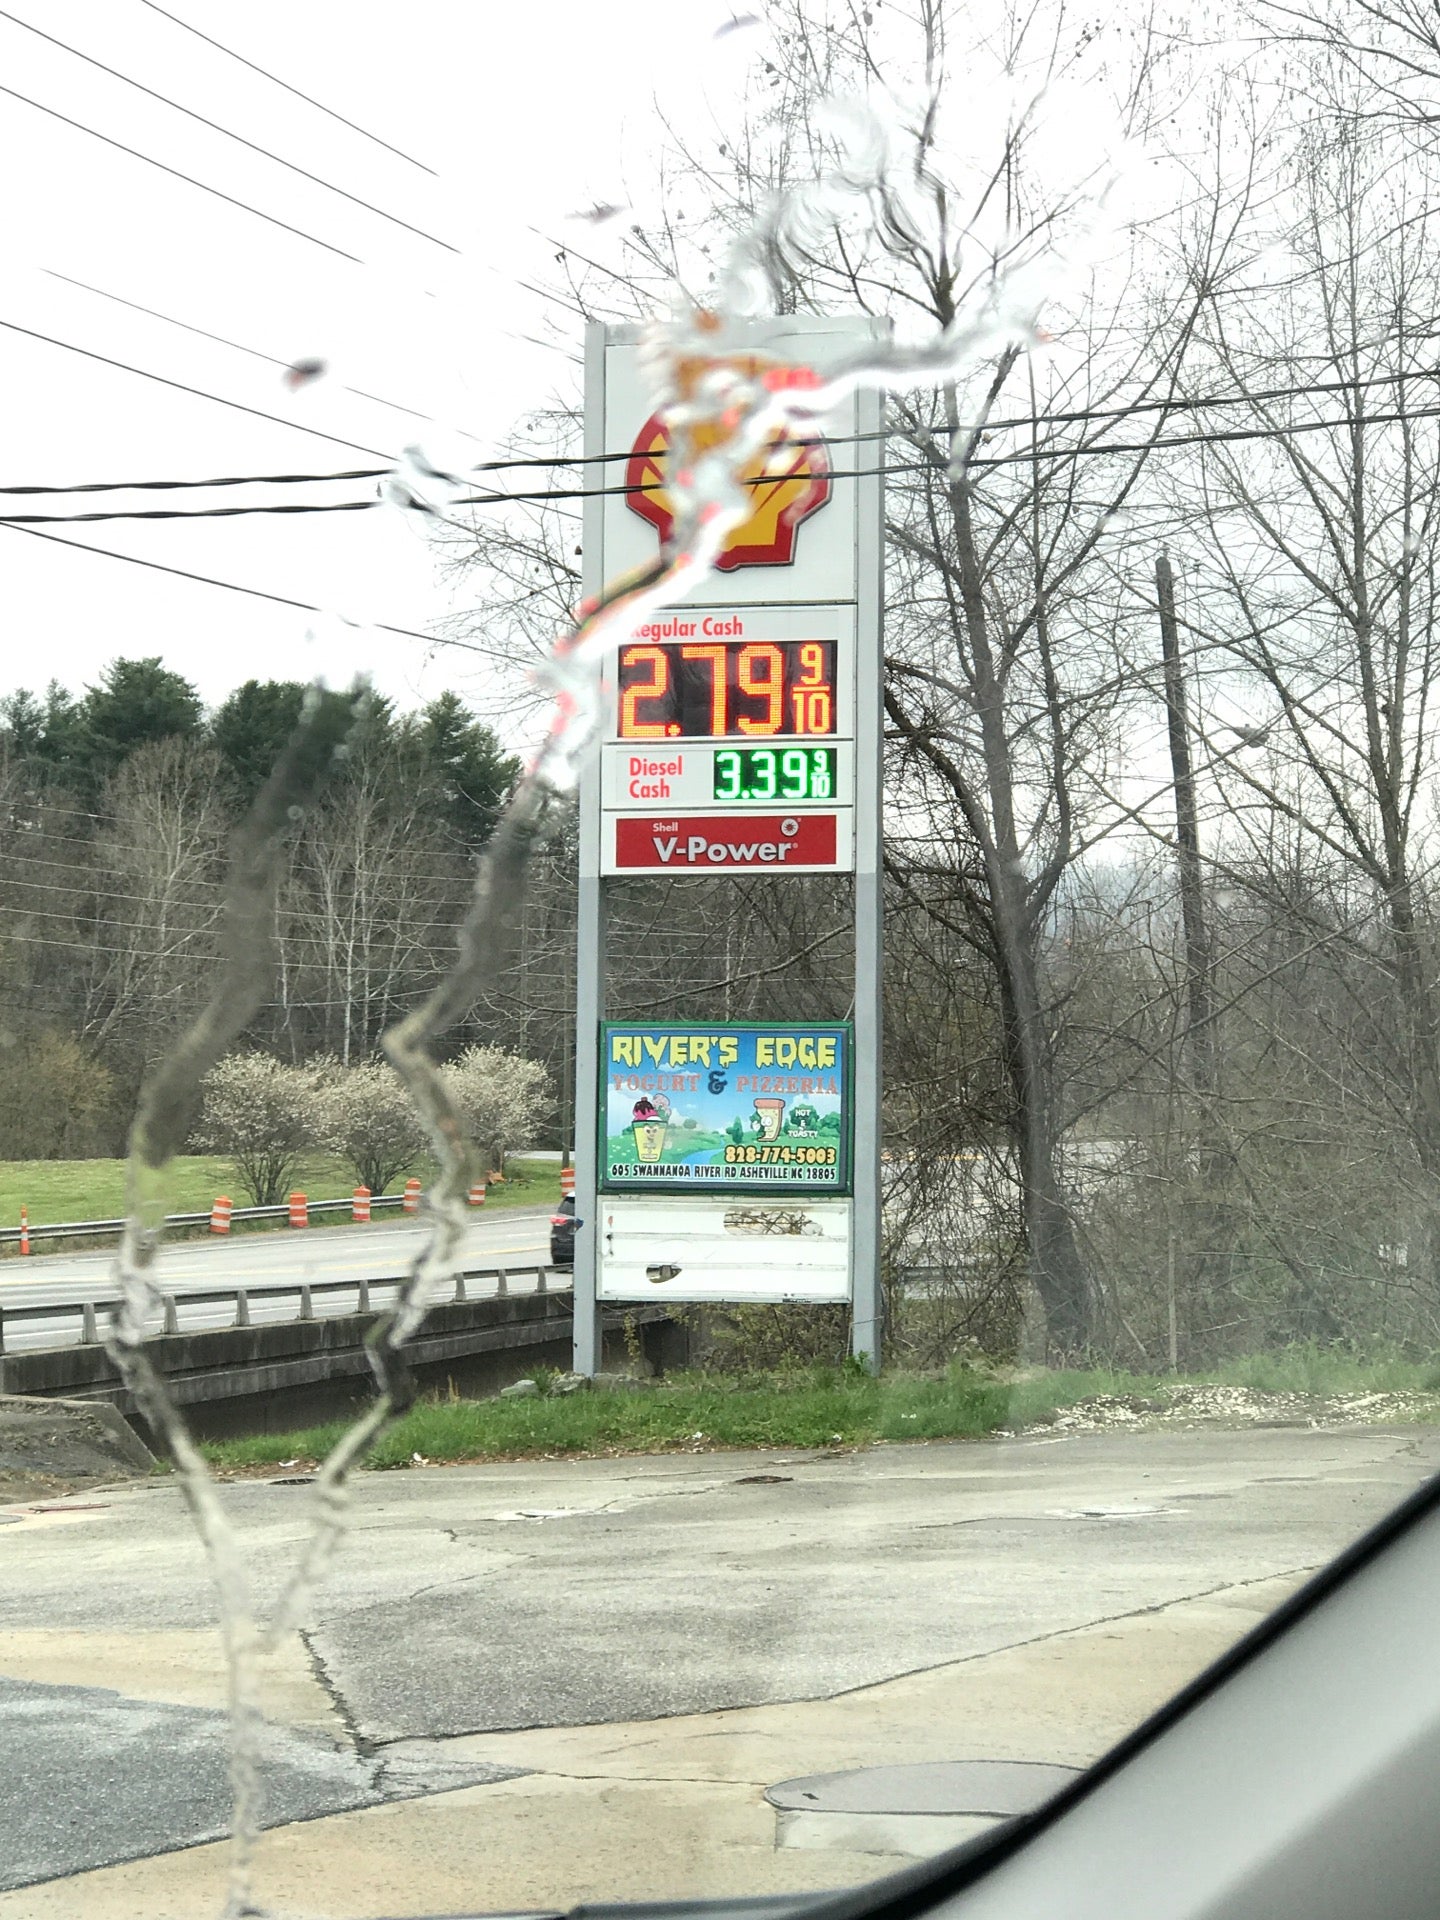 Regular Cash
2.79 9/10
Diesel
Cash
3.39 9/10
Shell
V-Power
RIVER'S EDGE
YOGURT & PIZZERIA
HOT
&
TOASTY
828-774-5003
605 SWANNANOA RIVER RD ASHEVILLE NC 28805